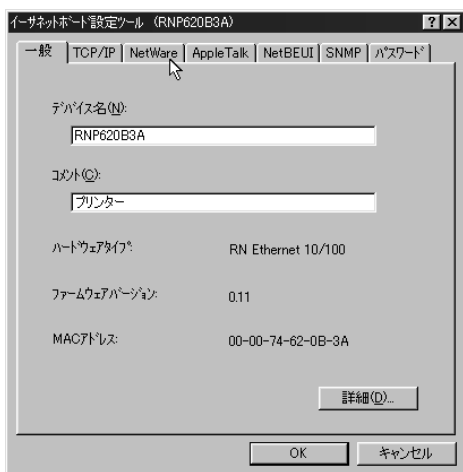 イーサネットボード設定ツール (RNP620B3A)
一般 TCP/IP NetWare AppleTalk NetBEUI SNMP パスワード
デバイス名(N):
RNP620B3A
コメント(C):
プリンター
ハードウェアタイプ: RN Ethernet 10/100
ファームウェアバージョン: 0.11
MACアドレス: 00-00-74-62-0B-3A
詳細(D)...
OK キャンセル